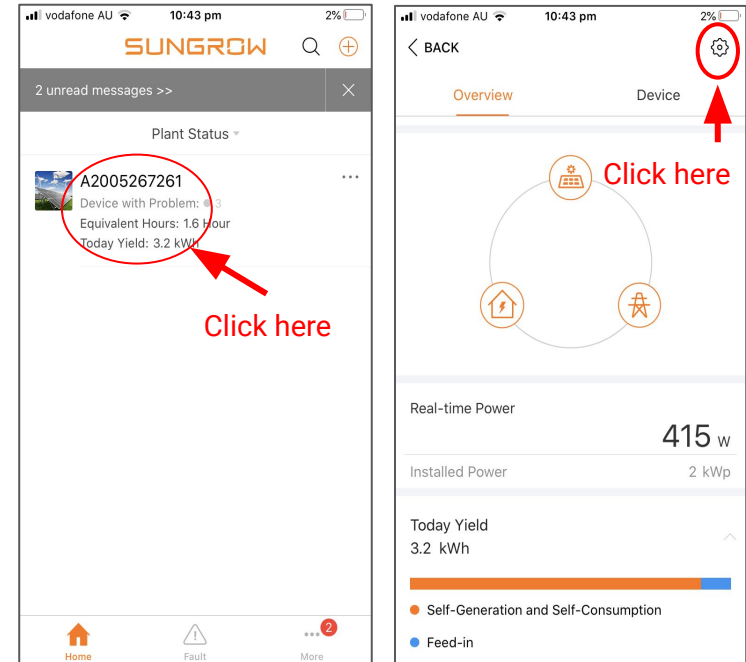 vodafone AU 10:43 pm 2%
SUNGROW
2 unread messages >>
Plant Status
A2005267261
Device with Problem: 3
Equivalent Hours: 1.6 Hour
Today Yield: 3.2 kWh
Click here
Home Fault More
2
vodafone AU 10:43 pm 2%
BACK
Overview Device
Click here
Real-time Power
415 W
Installed Power 2 kWp
Today Yield
3.2 kWh
Self-Generation and Self-Consumption
Feed-in